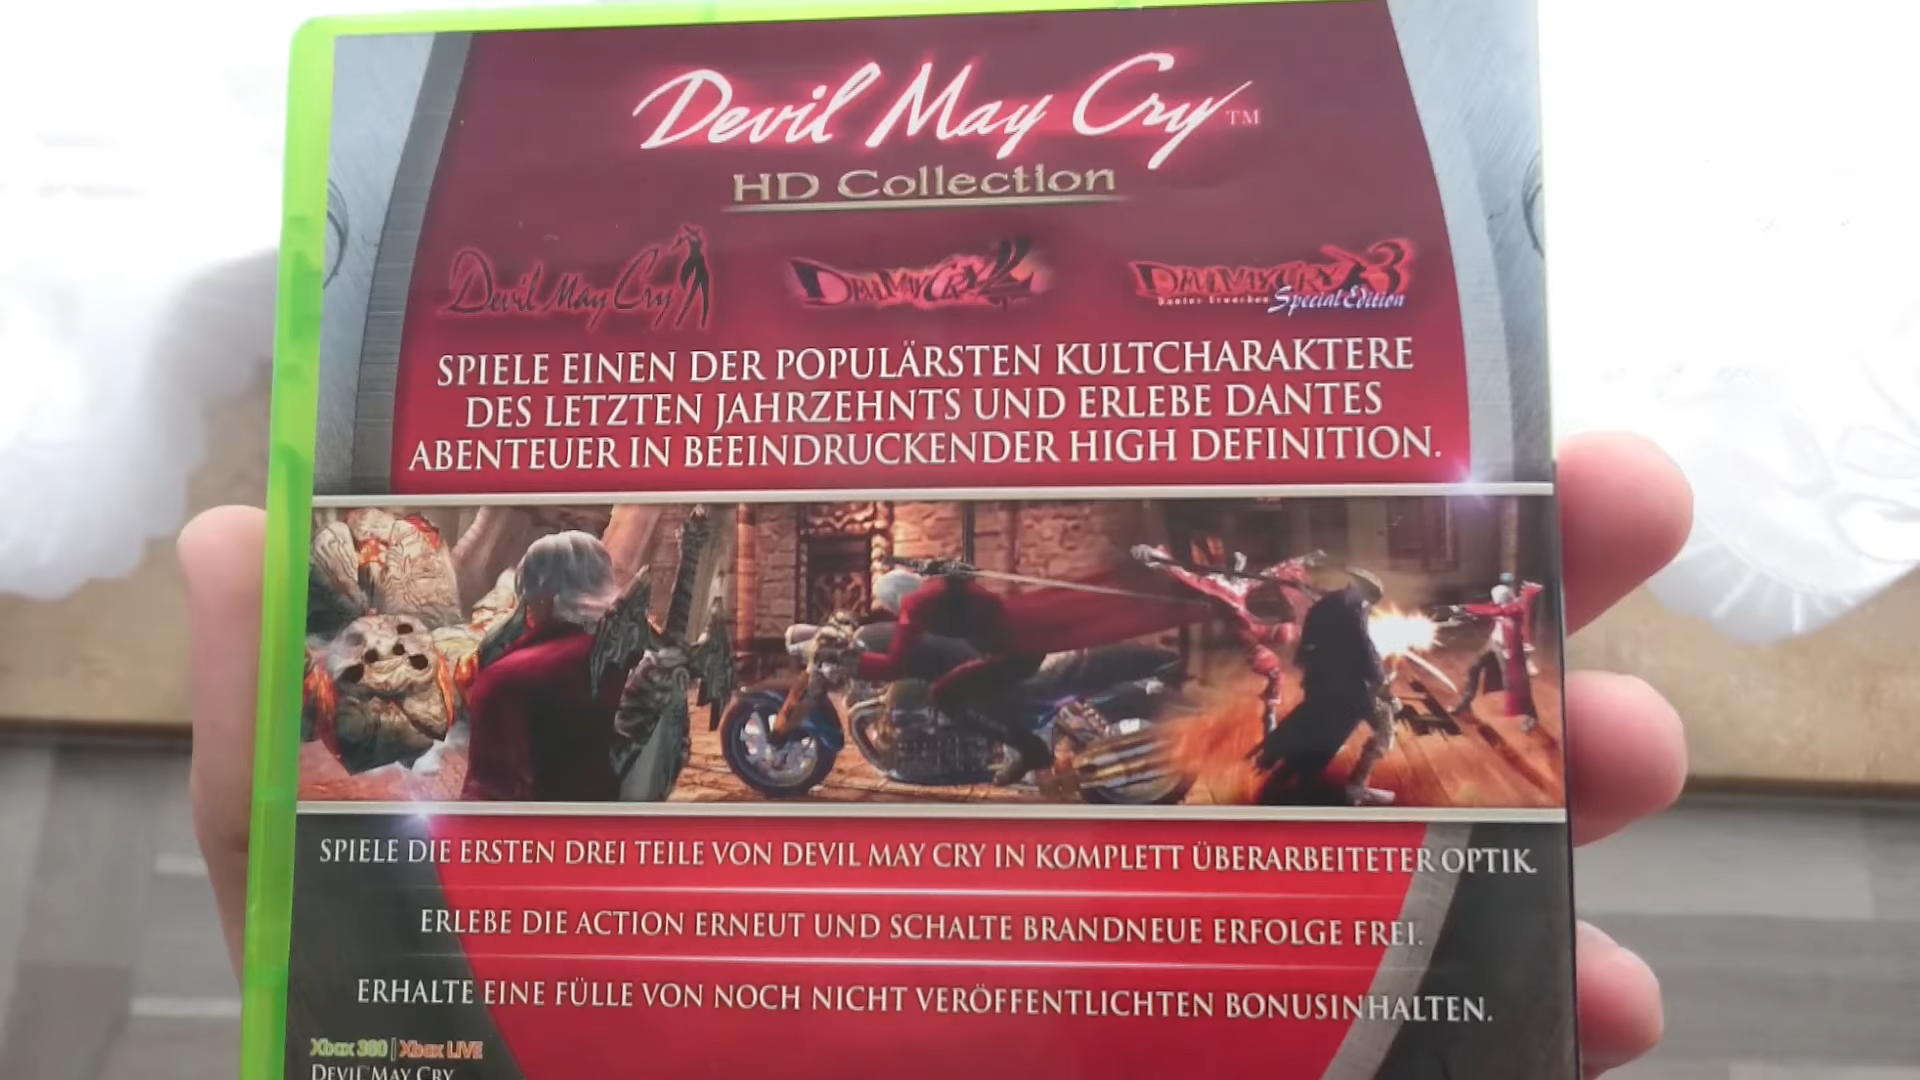 Devil May Cry™
HD Collection
Devil May Cry
Devil May Cry 2
Devil May Cry 3
Dantes Erwachen Special Edition
SPIELE EINEN DER POPULÄRSTEN KULTCHARAKTERE
DES LETZTEN JAHRZEHNTS UND ERLEBE DANTES
ABENTEUER IN BEEINDRUCKENDER HIGH DEFINITION.
SPIELE DIE ERSTEN DREI TEILE VON DEVIL MAY CRY IN KOMPLETT ÜBERARBEITETER OPTIK.
ERLEBE DIE ACTION ERNEUT UND SCHALTE BRANDNEUE ERFOLGE FREI.
ERHALTE EINE FÜLLE VON NOCH NICHT VERÖFFENTLICHTEN BONUSINHALTEN.
Xbox 360 | Xbox LIVE
DEVIL MAY CRY